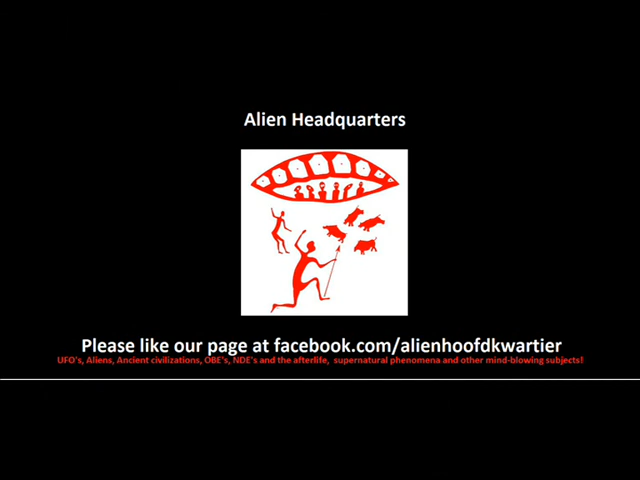 Alien Headquarters
Please like our page at facebook.com/alienhoofdkwartier
UFO's, Aliens, Ancient civilizations, OBE's, NDE's and the afterlife, supernatural phenomena and other mind-blowing subjects!